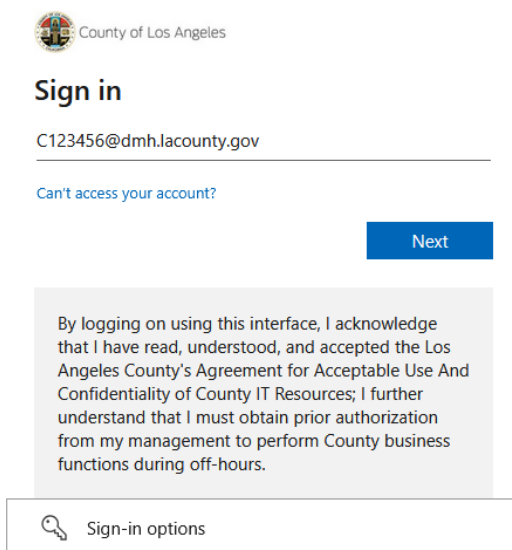 County of Los Angeles
Sign in
C123456@dmh.lacounty.gov
Can't access your account?
Next
By logging on using this interface, I acknowledge
that I have read, understood, and accepted the Los
Angeles County's Agreement for Acceptable Use And
Confidentiality of County IT Resources; I further
understand that I must obtain prior authorization
from my management to perform County business
functions during off-hours.
Sign-in options